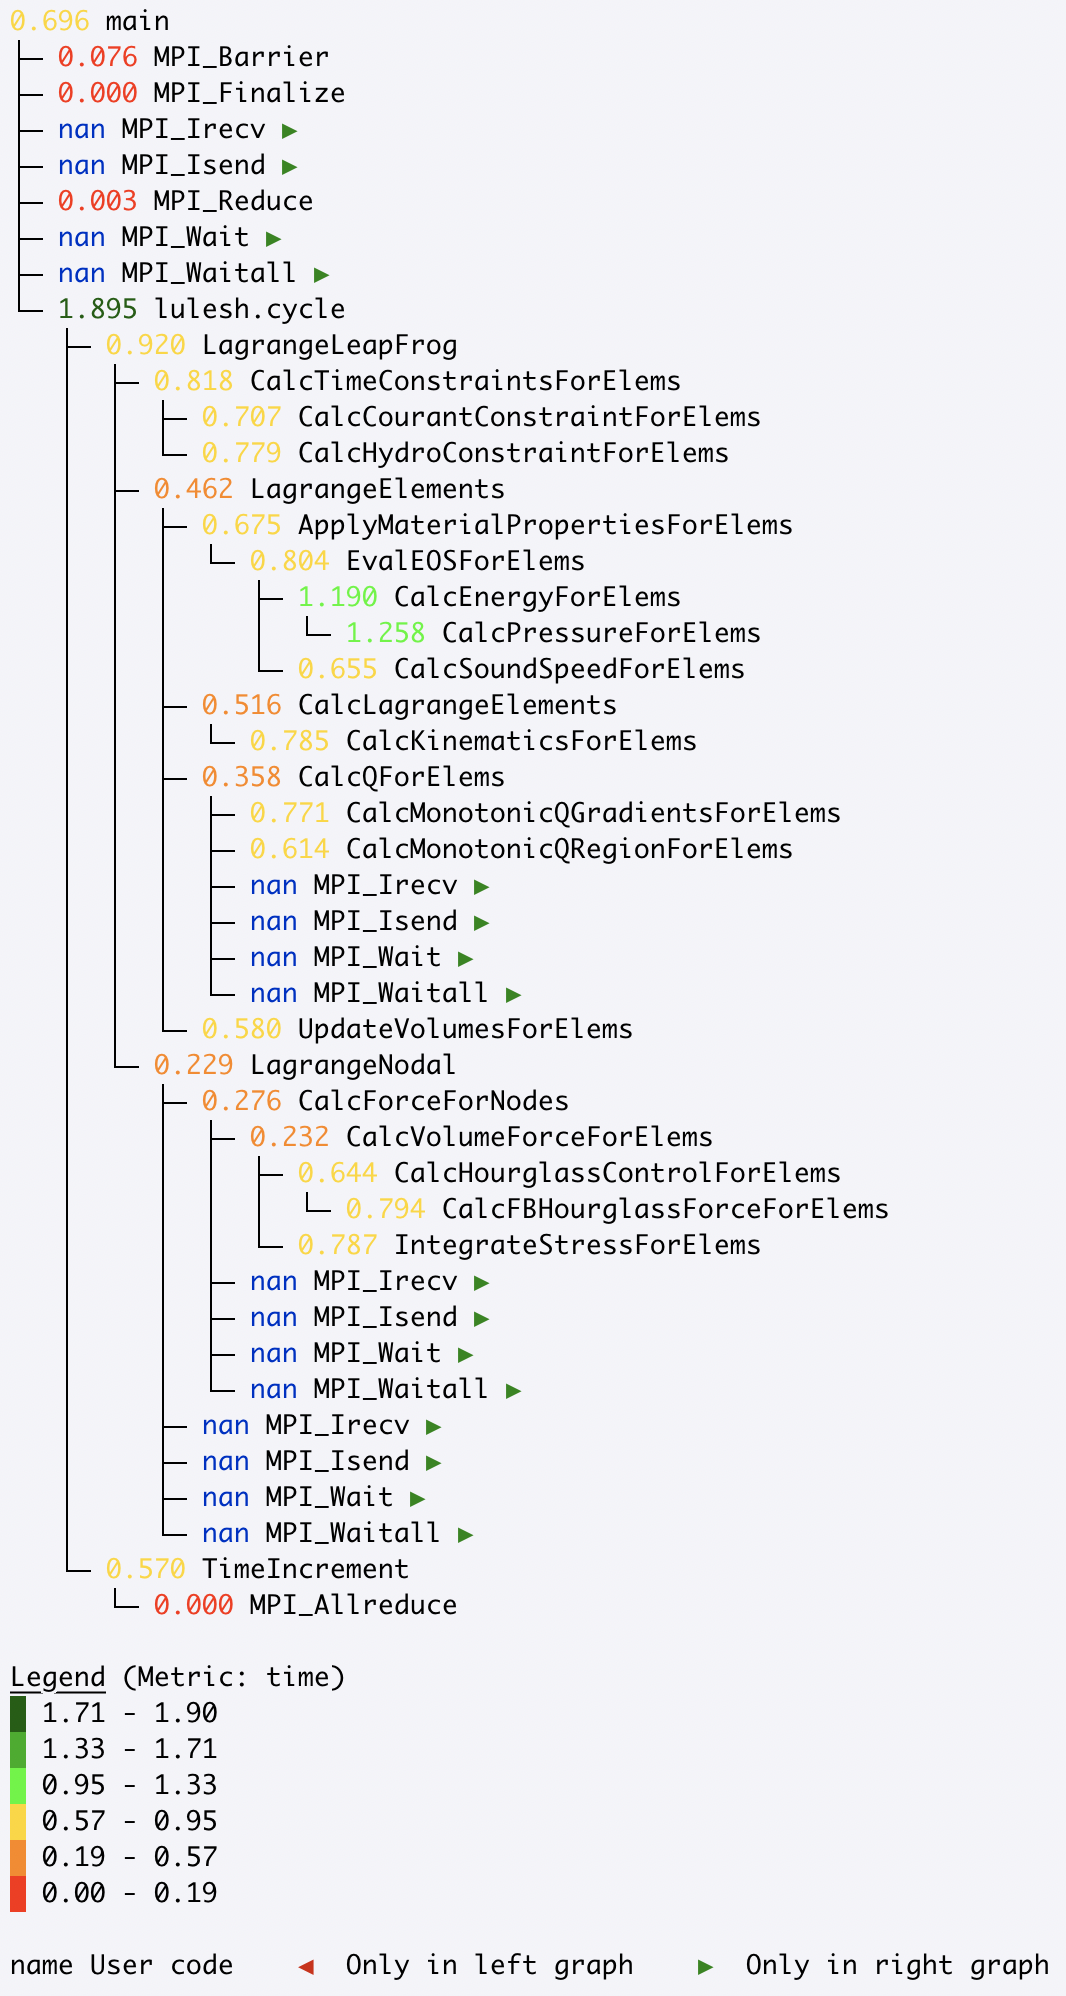 0.696 main
├─ 0.076 MPI_Barrier
├─ 0.000 MPI_Finalize
├─ nan MPI_Irecv ▶
├─ nan MPI_Isend ▶
├─ 0.003 MPI_Reduce
├─ nan MPI_Wait ▶
├─ nan MPI_Waitall ▶
└─ 1.895 lulesh.cycle
   ├─ 0.920 LagrangeLeapFrog
   │  ├─ 0.818 CalcTimeConstraintsForElems
   │  │  ├─ 0.707 CalcCourantConstraintForElems
   │  │  └─ 0.779 CalcHydroConstraintForElems
   │  ├─ 0.462 LagrangeElements
   │  │  ├─ 0.675 ApplyMaterialPropertiesForElems
   │  │  │  └─ 0.804 EvalEOSForElems
   │  │  │     ├─ 1.190 CalcEnergyForElems
   │  │  │     │  └─ 1.258 CalcPressureForElems
   │  │  │     └─ 0.655 CalcSoundSpeedForElems
   │  │  ├─ 0.516 CalcLagrangeElements
   │  │  │  └─ 0.785 CalcKinematicsForElems
   │  │  ├─ 0.358 CalcQForElems
   │  │  │  ├─ 0.771 CalcMonotonicQGradientsForElems
   │  │  │  ├─ 0.614 CalcMonotonicQRegionForElems
   │  │  │  ├─ nan MPI_Irecv ▶
   │  │  │  ├─ nan MPI_Isend ▶
   │  │  │  ├─ nan MPI_Wait ▶
   │  │  │  └─ nan MPI_Waitall ▶
   │  │  └─ 0.580 UpdateVolumesForElems
   │  └─ 0.229 LagrangeNodal
   │     ├─ 0.276 CalcForceForNodes
   │     │  ├─ 0.232 CalcVolumeForceForElems
   │     │  │  ├─ 0.644 CalcHourglassControlForElems
   │     │  │  │  └─ 0.794 CalcFBHourglassForceForElems
   │     │  │  └─ 0.787 IntegrateStressForElems
   │     │  ├─ nan MPI_Irecv ▶
   │     │  ├─ nan MPI_Isend ▶
   │     │  ├─ nan MPI_Wait ▶
   │     │  └─ nan MPI_Waitall ▶
   │     ├─ nan MPI_Irecv ▶
   │     ├─ nan MPI_Isend ▶
   │     ├─ nan MPI_Wait ▶
   │     └─ nan MPI_Waitall ▶
   └─ 0.570 TimeIncrement
      └─ 0.000 MPI_Allreduce
Legend (Metric: time)
1.71 - 1.90
1.33 - 1.71
0.95 - 1.33
0.57 - 0.95
0.19 - 0.57
0.00 - 0.19
name User code    ◀  Only in left graph    ▶  Only in right graph